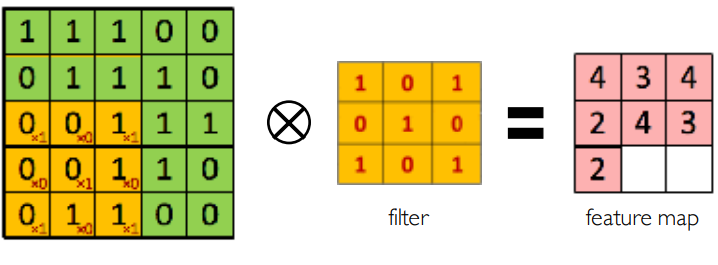 1 1 1 0 0
0 1 1 1 0
0×1 0×0 1×1 1 1
0×0 0×1 1×0 1 0
0×1 1×0 1×1 0 0
1 0 1
0 1 0
1 0 1
filter
=
4 3 4
2 4 3
2
feature map